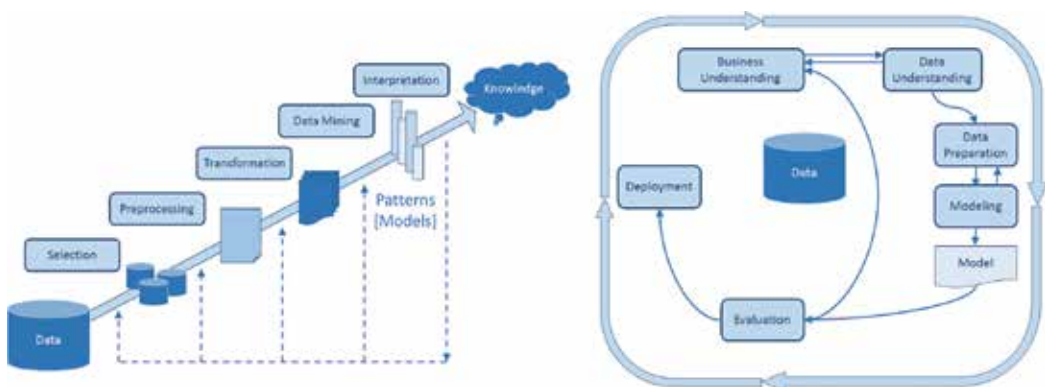 Interpretation
Knowlndge
Data Mining
Transformation
Patterns
[Models]
Preprocessing
Selection
Data
Business
Understanding
Data
Understanding
Data
Preparation
Data
Deployment
Modeling
Model
Evaluation